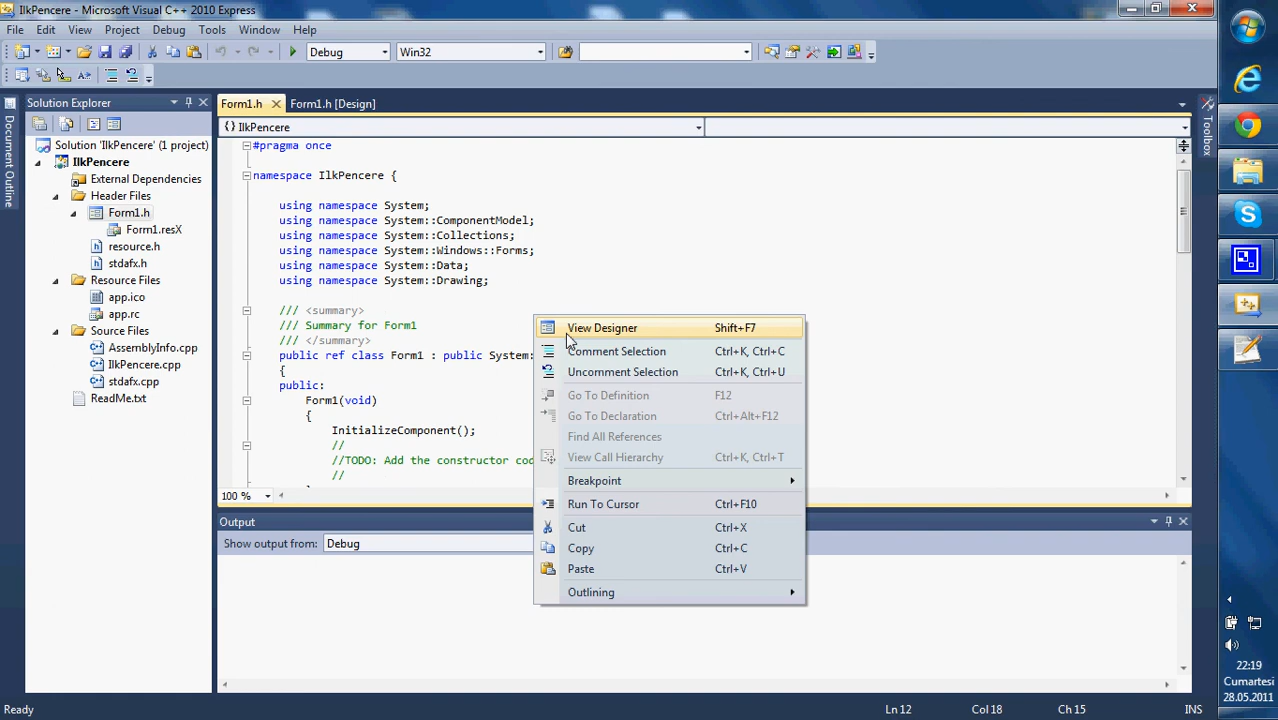 IlkPencere - Microsoft Visual C++ 2010 Express
File Edit View Project Debug Tools Window Help
Debug Win32
Solution Explorer
Form1.h Form1.h [Design]
Document Outline
Toolbox
IlkPencere
Solution 'IlkPencere' (1 project)
IlkPencere
External Dependencies
Header Files
Form1.h
Form1.resX
resource.h
stdafx.h
Resource Files
app.ico
app.rc
Source Files
AssemblyInfo.cpp
IlkPencere.cpp
stdafx.cpp
ReadMe.txt
#pragma once
namespace IlkPencere {
using namespace System;
using namespace System::ComponentModel;
using namespace System::Collections;
using namespace System::Windows::Forms;
using namespace System::Data;
using namespace System::Drawing;
/// <summary>
/// Summary for Form1
/// </summary>
public ref class Form1 : public System:
{
public:
Form1(void)
{
InitializeComponent();
//
//TODO: Add the constructor cod
//
100 %
View Designer Shift+F7
Comment Selection Ctrl+K, Ctrl+C
Uncomment Selection Ctrl+K, Ctrl+U
Go To Definition F12
Go To Declaration Ctrl+Alt+F12
Find All References
View Call Hierarchy Ctrl+K, Ctrl+T
Breakpoint
Run To Cursor Ctrl+F10
Cut Ctrl+X
Copy Ctrl+C
Paste Ctrl+V
Outlining
Output
Show output from: Debug
Ready Ln 12 Col 18 Ch 15 INS
22:19
Cumartesi
28.05.2011